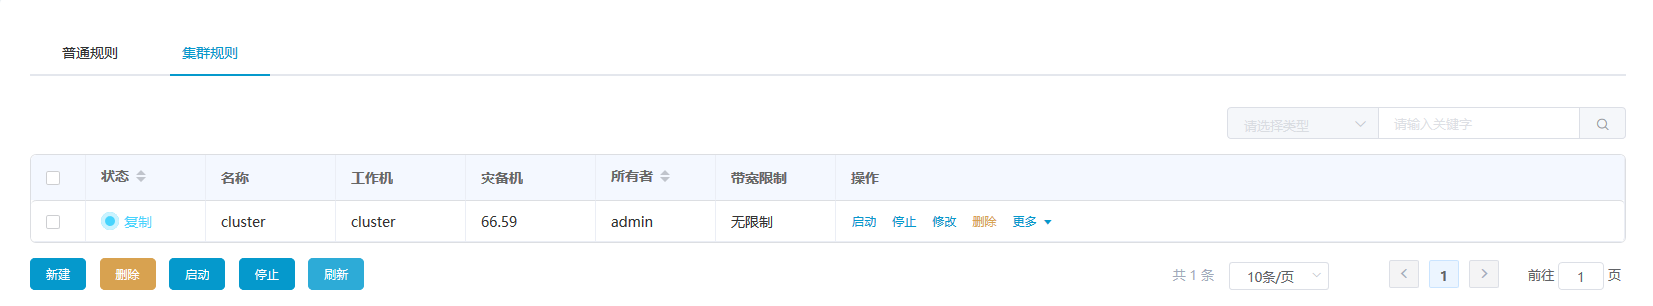 普通规则 集群规则
请选择类型 请输入关键字
状态 名称 工作机 灾备机 所有者 带宽限制 操作
复制 cluster cluster 66.59 admin 无限制 启动 停止 修改 删除 更多
新建 删除 启动 停止 刷新 共 1 条 10条/页 1 前往 1 页